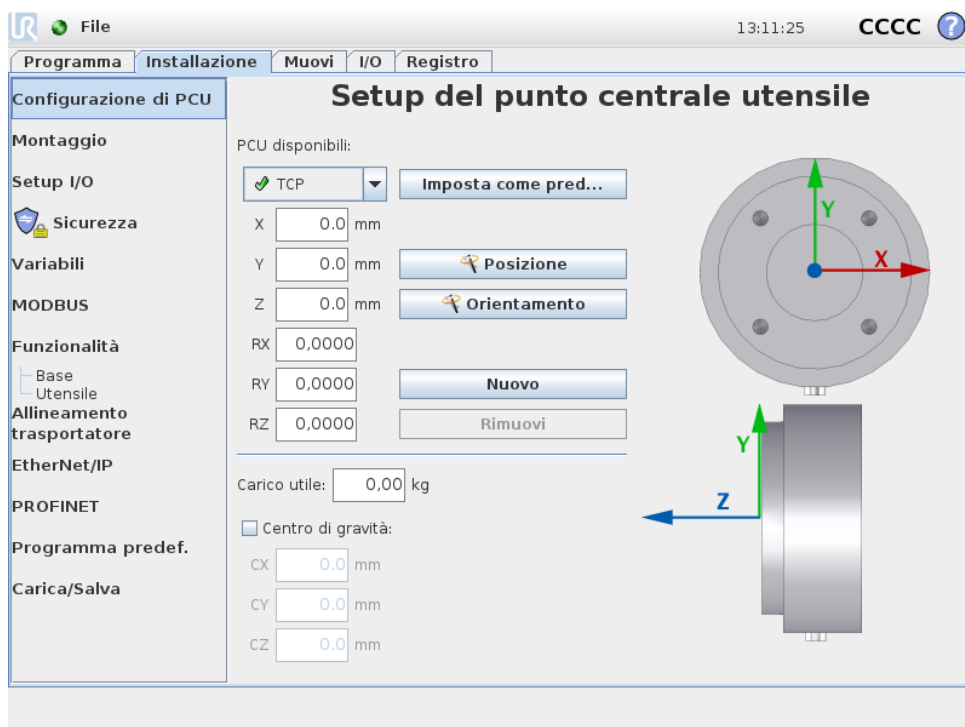 UR File 13:11:25 CCCC ?
Programma Installazione Muovi I/O Registro
Configurazione di PCU
Montaggio
Setup I/O
Sicurezza
Variabili
MODBUS
Funzionalità
Base
Utensile
Allineamento
trasportatore
EtherNet/IP
PROFINET
Programma predef.
Carica/Salva
Setup del punto centrale utensile
PCU disponibili:
TCP Imposta come pred...
X 0.0 mm
Y 0.0 mm Posizione
Z 0.0 mm Orientamento
RX 0,0000
RY 0,0000 Nuovo
RZ 0,0000 Rimuovi
Carico utile: 0,00 kg
Centro di gravità:
CX 0.0 mm
CY 0.0 mm
CZ 0.0 mm
Y
X
Y
Z